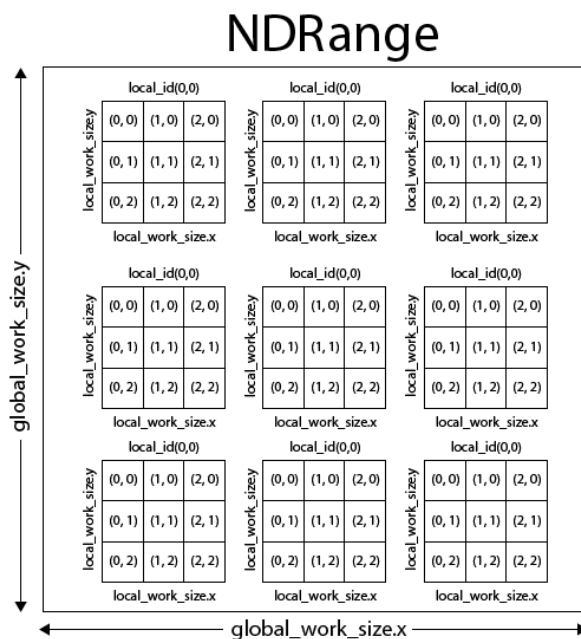 NDRange
local_id(0,0) local_id(0,0) local_id(0,0)
local_work_size.y local_work_size.y local_work_size.y
(0, 0) (1, 0) (2, 0) (0, 0) (1, 0) (2, 0) (0, 0) (1, 0) (2, 0)
(0, 1) (1, 1) (2, 1) (0, 1) (1, 1) (2, 1) (0, 1) (1, 1) (2, 1)
(0, 2) (1, 2) (2, 2) (0, 2) (1, 2) (2, 2) (0, 2) (1, 2) (2, 2)
local_work_size.x local_work_size.x local_work_size.x
global_work_size.y
local_id(0,0) local_id(0,0) local_id(0,0)
local_work_size.y local_work_size.y local_work_size.y
(0, 0) (1, 0) (2, 0) (0, 0) (1, 0) (2, 0) (0, 0) (1, 0) (2, 0)
(0, 1) (1, 1) (2, 1) (0, 1) (1, 1) (2, 1) (0, 1) (1, 1) (2, 1)
(0, 2) (1, 2) (2, 2) (0, 2) (1, 2) (2, 2) (0, 2) (1, 2) (2, 2)
local_work_size.x local_work_size.x local_work_size.x
local_id(0,0) local_id(0,0) local_id(0,0)
local_work_size.y local_work_size.y local_work_size.y
(0, 0) (1, 0) (2, 0) (0, 0) (1, 0) (2, 0) (0, 0) (1, 0) (2, 0)
(0, 1) (1, 1) (2, 1) (0, 1) (1, 1) (2, 1) (0, 1) (1, 1) (2, 1)
(0, 2) (1, 2) (2, 2) (0, 2) (1, 2) (2, 2) (0, 2) (1, 2) (2, 2)
local_work_size.x local_work_size.x local_work_size.x
global_work_size.x